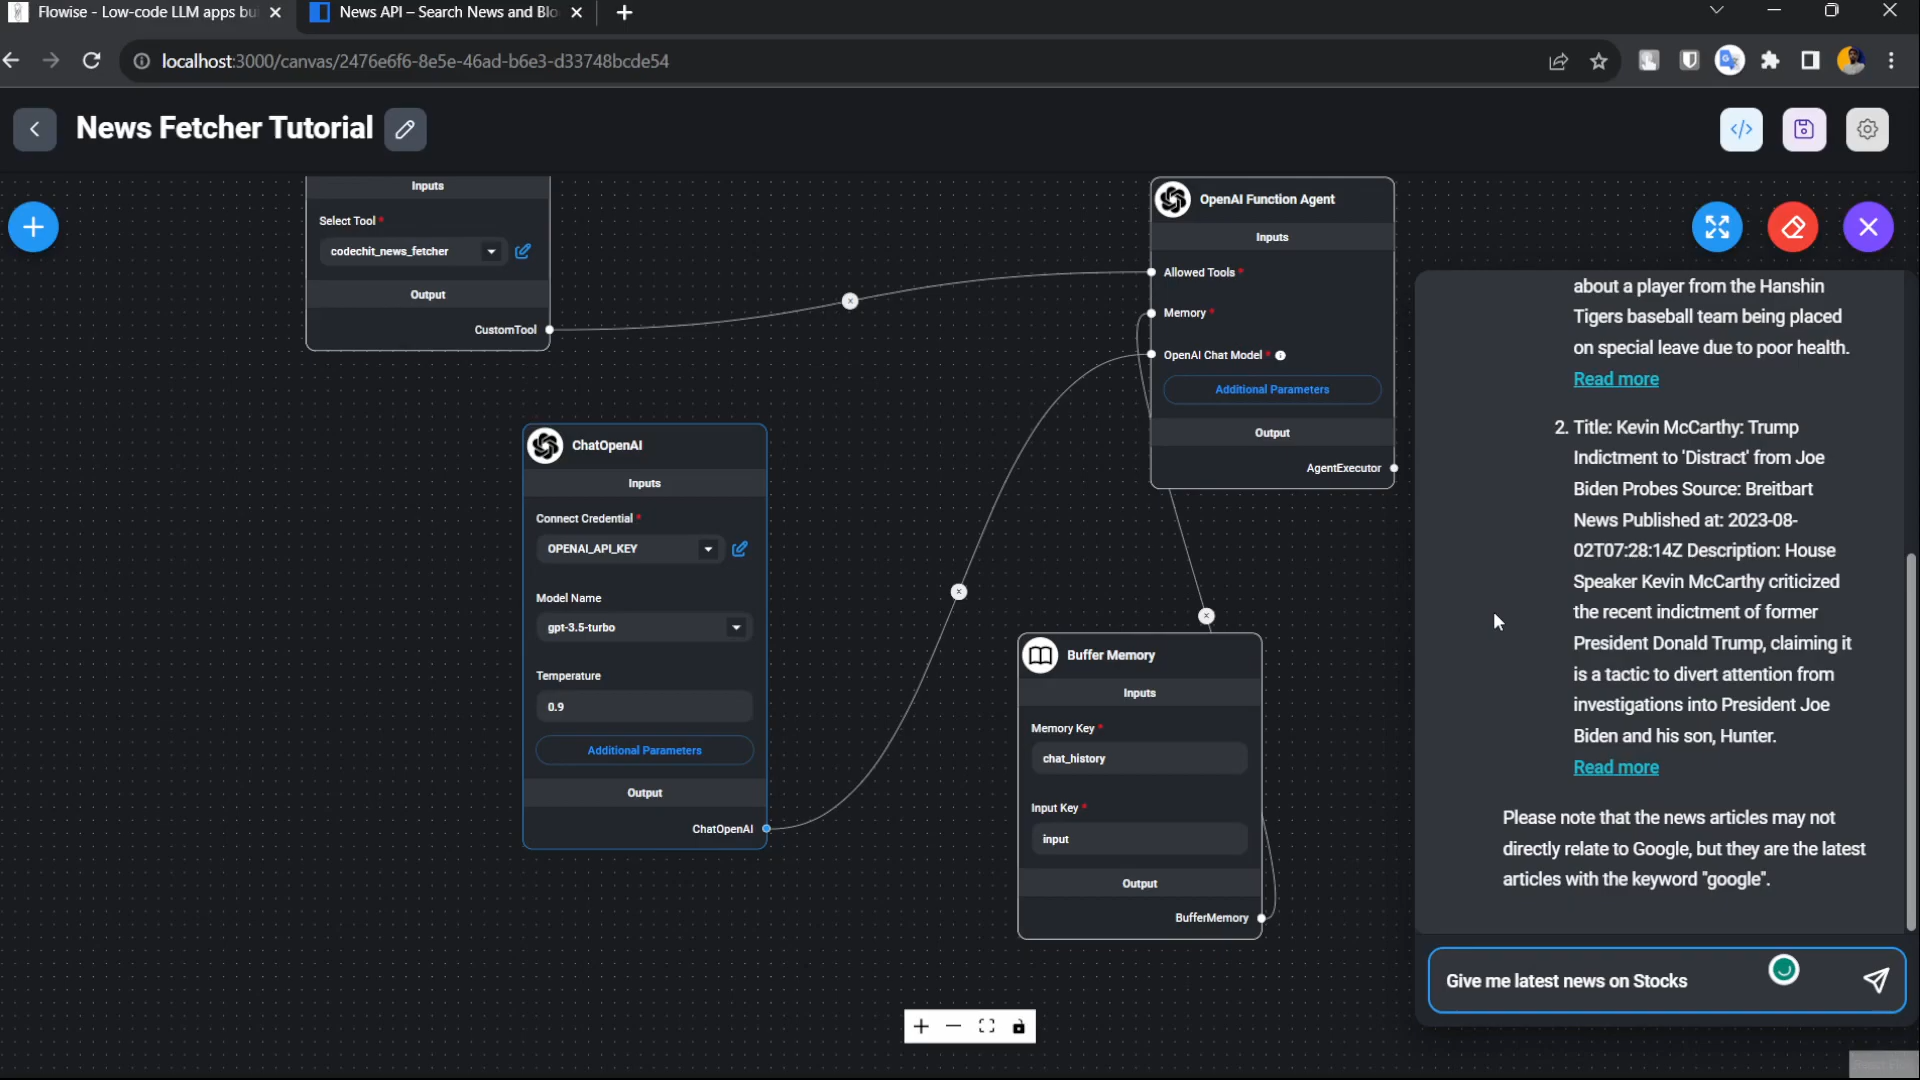 Flowise - Low-code LLM apps bu
News API – Search News and Blo
localhost:3000/canvas/2476e6f6-8e5e-46ad-b6e3-d33748bcde54
News Fetcher Tutorial
Inputs
Select Tool *
codechit_news_fetcher
Output
CustomTool
ChatOpenAI
Inputs
Connect Credential *
OPENAI_API_KEY
Model Name
gpt-3.5-turbo
Temperature
0.9
Additional Parameters
Output
ChatOpenAI
OpenAI Function Agent
Inputs
Allowed Tools *
Memory *
OpenAI Chat Model *
Additional Parameters
Output
AgentExecutor
Buffer Memory
Inputs
Memory Key *
chat_history
Input Key *
input
Output
BufferMemory
about a player from the Hanshin
Tigers baseball team being placed
on special leave due to poor health.
Read more
2. Title: Kevin McCarthy: Trump
Indictment to 'Distract' from Joe
Biden Probes Source: Breitbart
News Published at: 2023-08-
02T07:28:14Z Description: House
Speaker Kevin McCarthy criticized
the recent indictment of former
President Donald Trump, claiming it
is a tactic to divert attention from
investigations into President Joe
Biden and his son, Hunter.
Read more
Please note that the news articles may not
directly relate to Google, but they are the latest
articles with the keyword "google".
Give me latest news on Stocks